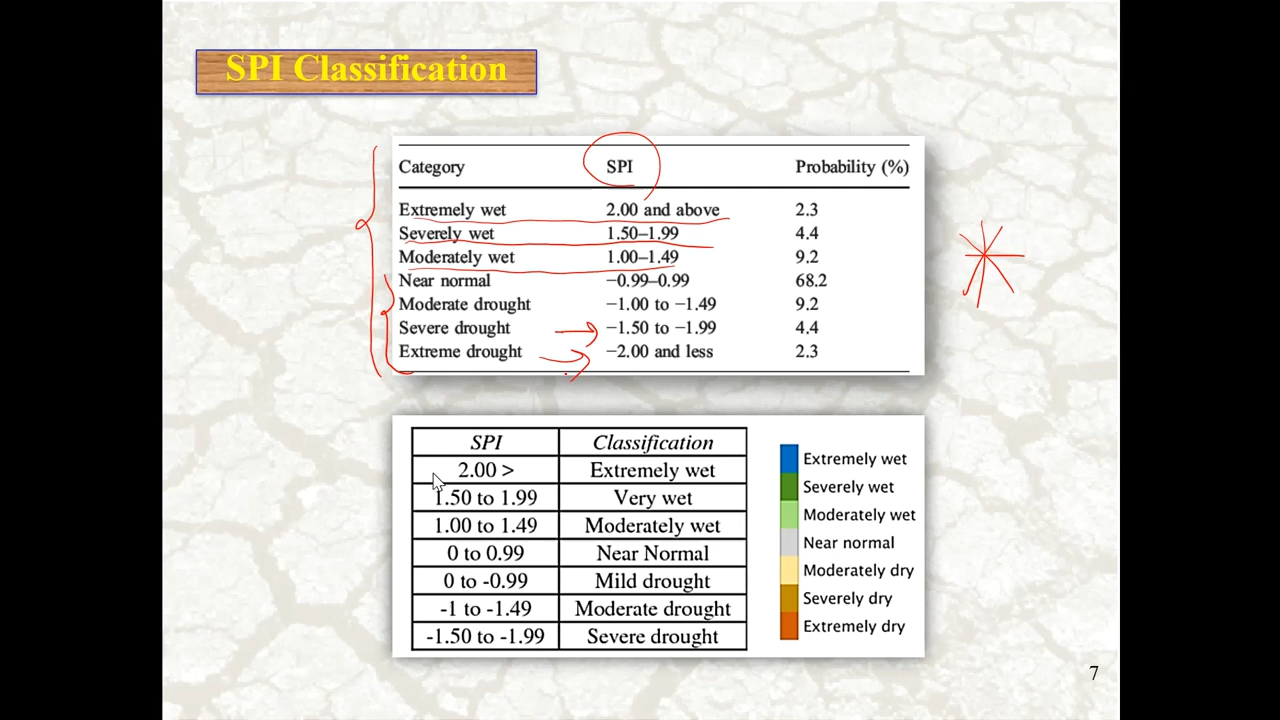 SPI Classification
Category SPI Probability (%)
Extremely wet 2.00 and above 2.3
Severely wet 1.50–1.99 4.4
Moderately wet 1.00–1.49 9.2
Near normal −0.99–0.99 68.2
Moderate drought −1.00 to −1.49 9.2
Severe drought −1.50 to −1.99 4.4
Extreme drought −2.00 and less 2.3
SPI Classification
2.00 > Extremely wet
1.50 to 1.99 Very wet
1.00 to 1.49 Moderately wet
0 to 0.99 Near Normal
0 to -0.99 Mild drought
-1 to -1.49 Moderate drought
-1.50 to -1.99 Severe drought
Extremely wet
Severely wet
Moderately wet
Near normal
Moderately dry
Severely dry
Extremely dry
7